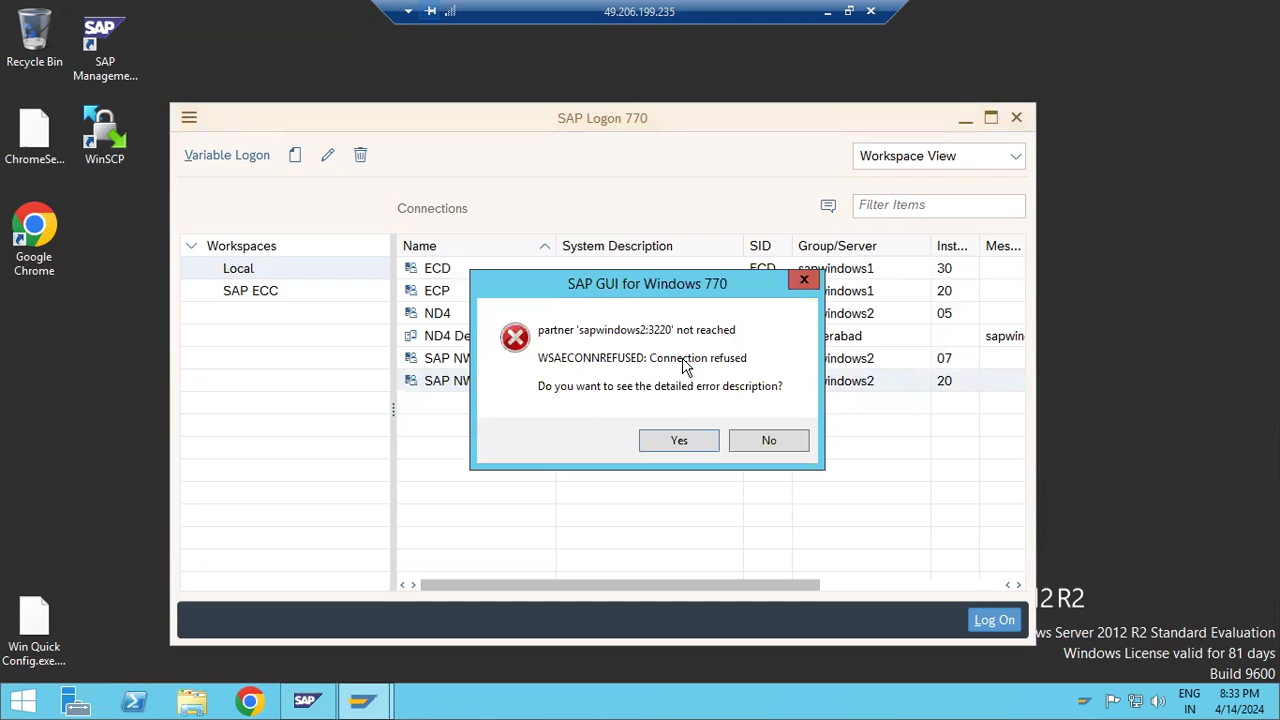 49.206.199.235
Recycle Bin
SAP
Manageme...
ChromeSe...
WinSCP
Google
Chrome
Win Quick
Config.exe....
SAP Logon 770
Variable Logon
Workspace View
Connections
Filter Items
Workspaces
Local
SAP ECC
Name System Description SID Group/Server Inst... Mes...
ECD ECD sapwindows1 30
ECP windows1 20
ND4 windows2 05
ND4 De erabad sapwin
SAP NW windows2 07
SAP NW windows2 20
SAP GUI for Windows 770
partner 'sapwindows2:3220' not reached
WSAECONNREFUSED: Connection refused
Do you want to see the detailed error description?
Yes No
Log On
12 R2
ws Server 2012 R2 Standard Evaluation
Windows License valid for 81 days
Build 9600
SAP
ENG
IN
8:33 PM
4/14/2024